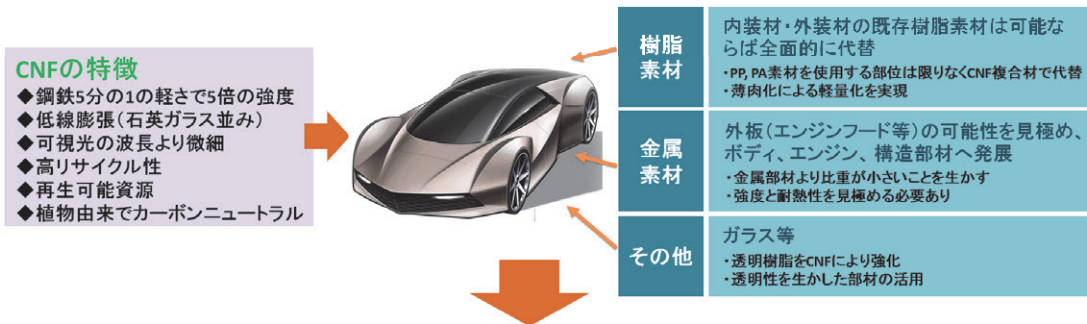 CNFの特徴
◆鋼鉄5分の1の軽さで5倍の強度
◆低線膨張(石英ガラス並み)
◆可視光の波長より微細
◆高リサイクル性
◆再生可能資源
◆植物由来でカーボンニュートラル
樹脂
素材
内装材・外装材の既存樹脂素材は可能な
らば全面的に代替
・PP, PA素材を使用する部位は限りなくCNF複合材で代替
・薄肉化による軽量化を実現
金属
素材
外板(エンジンフード等)の可能性を見極め、
ボディ、エンジン、構造部材へ発展
・金属部材より比重が小さいことを生かす
・強度と耐熱性を見極める必要あり
その他
ガラス等
・透明樹脂をCNFにより強化
・透明性を生かした部材の活用